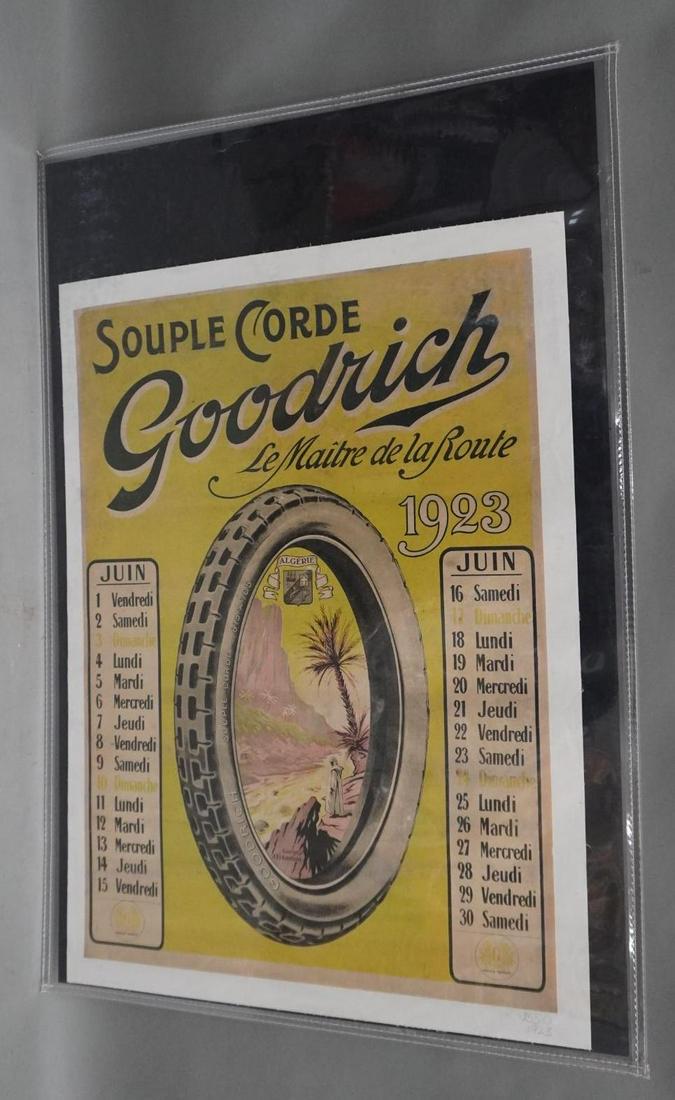 SOUPLE CORDE
Goodrich
Le Maître de la Route
1923
ALGERIE
SOUPLE CORDE
GOODRICH
JUIN
1 Vendredi
2 Samedi
3 Dimanche
4 Lundi
5 Mardi
6 Mercredi
7 Jeudi
8 Vendredi
9 Samedi
10 Dimanche
11 Lundi
12 Mardi
13 Mercredi
14 Jeudi
15 Vendredi
JUIN
16 Samedi
17 Dimanche
18 Lundi
19 Mardi
20 Mercredi
21 Jeudi
22 Vendredi
23 Samedi
24 Dimanche
25 Lundi
26 Mardi
27 Mercredi
28 Jeudi
29 Vendredi
30 Samedi